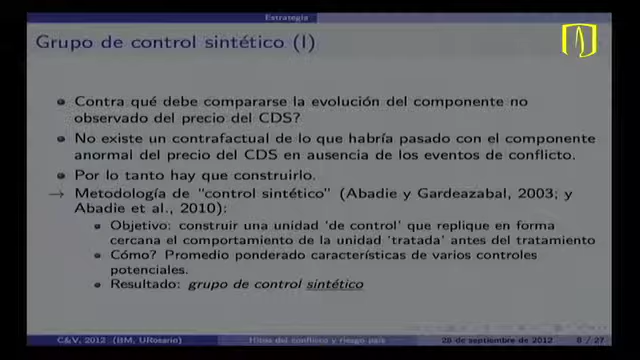 Estrategia
Grupo de control sintético (I)
Contra qué debe compararse la evolución del componente no
observado del precio del CDS?
No existe un contrafactual de lo que habría pasado con el componente
anormal del precio del CDS en ausencia de los eventos de conflicto.
Por lo tanto hay que construirlo.
→ Metodología de "control sintético" (Abadie y Gardeazabal, 2003; y
Abadie et al., 2010):
Objetivo: construir una unidad 'de control' que replique en forma
cercana el comportamiento de la unidad 'tratada' antes del tratamiento
Cómo? Promedio ponderado características de varios controles
potenciales.
Resultado: grupo de control sintético
C&V, 2012 (BM, URosario)
Hitos del conflicto y riesgo país
28 de septiembre de 2012
8 / 27